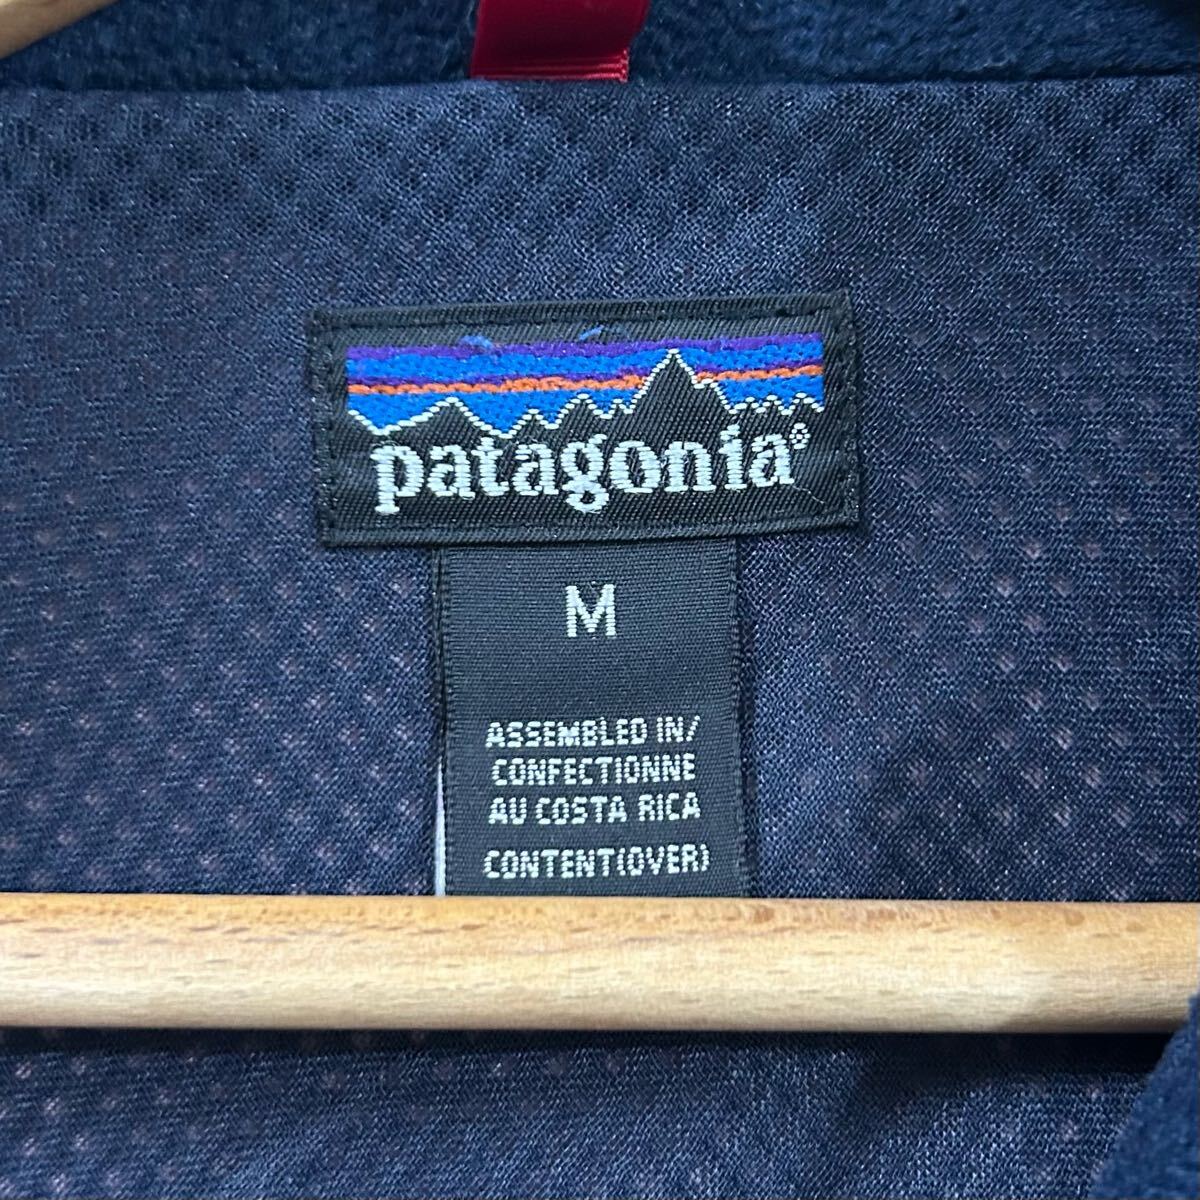 patagonia®
M
ASSEMBLED IN/
CONFECTIONNE
AU COSTA RICA
CONTENT(OVER)